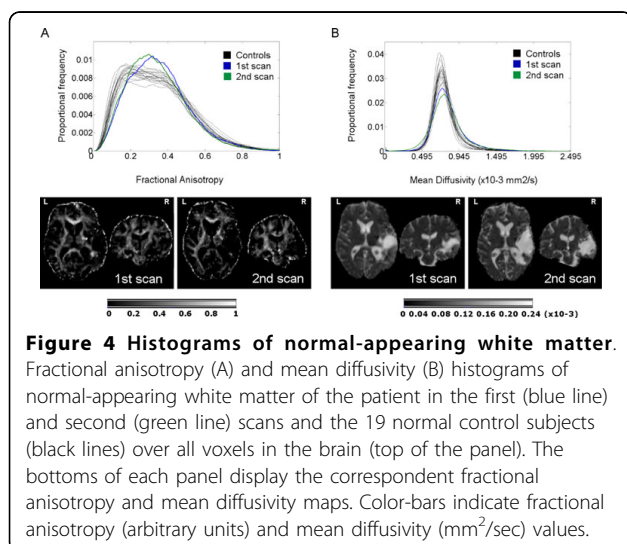 A
B
Proportional frequency
0.01
0.008
0.006
0.004
0.002
0
0 0.2 0.4 0.6 0.8 1
Fractional Anisotropy
Controls
1st scan
2nd scan
Proportional frequency
0.04
0.03
0.02
0.01
0
0 0.495 0.945 1.495 1.995 2.495
Mean Diffusivity (x10-3 mm2/s)
Controls
1st scan
2nd scan
L R L R
1st scan 2nd scan
L R L R
1st scan 2nd scan
0 0.2 0.4 0.6 0.8 1
0 0.04 0.08 0.12 0.16 0.20 0.24 (x10-3)
Figure 4 Histograms of normal-appearing white matter.
Fractional anisotropy (A) and mean diffusivity (B) histograms of
normal-appearing white matter of the patient in the first (blue line)
and second (green line) scans and the 19 normal control subjects
(black lines) over all voxels in the brain (top of the panel). The
bottoms of each panel display the correspondent fractional
anisotropy and mean diffusivity maps. Color-bars indicate fractional
anisotropy (arbitrary units) and mean diffusivity (mm²/sec) values.